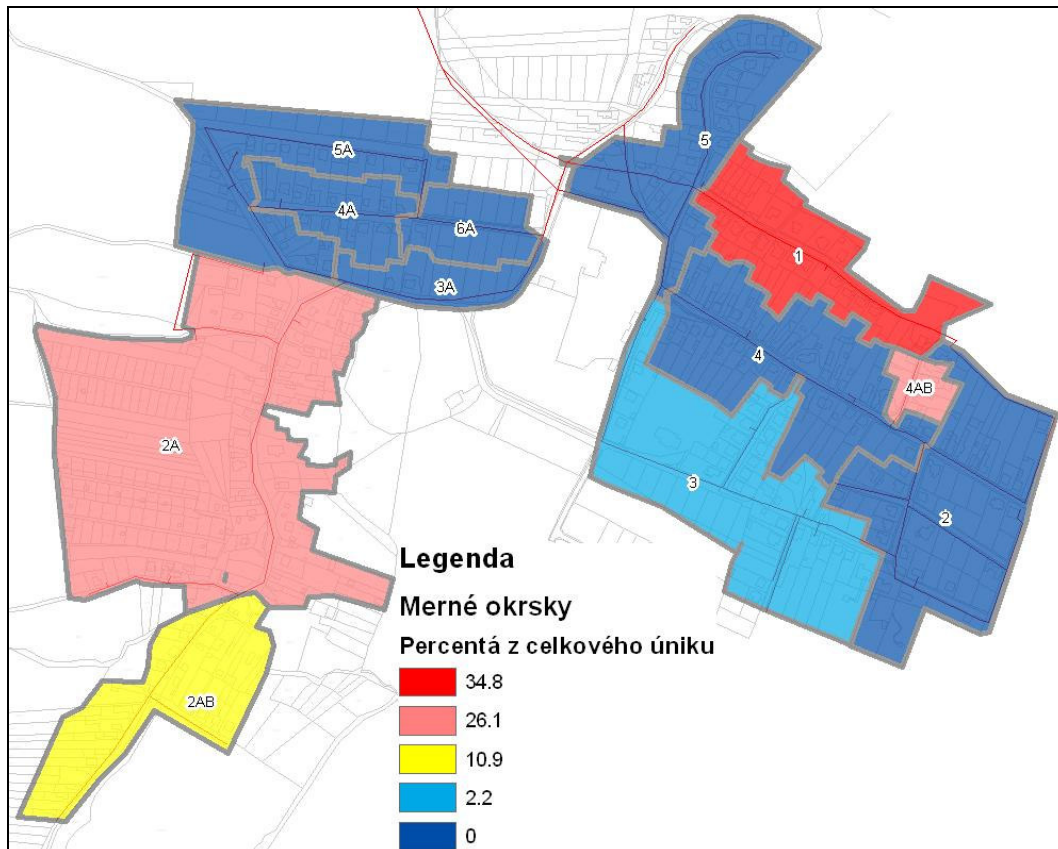 5
5A
4A
6A
1
3A
4
4AB
2A
3
2
Legenda
Merné okrsky
Percentá z celkového úniku
34.8
26.1
2AB
10.9
2.2
0